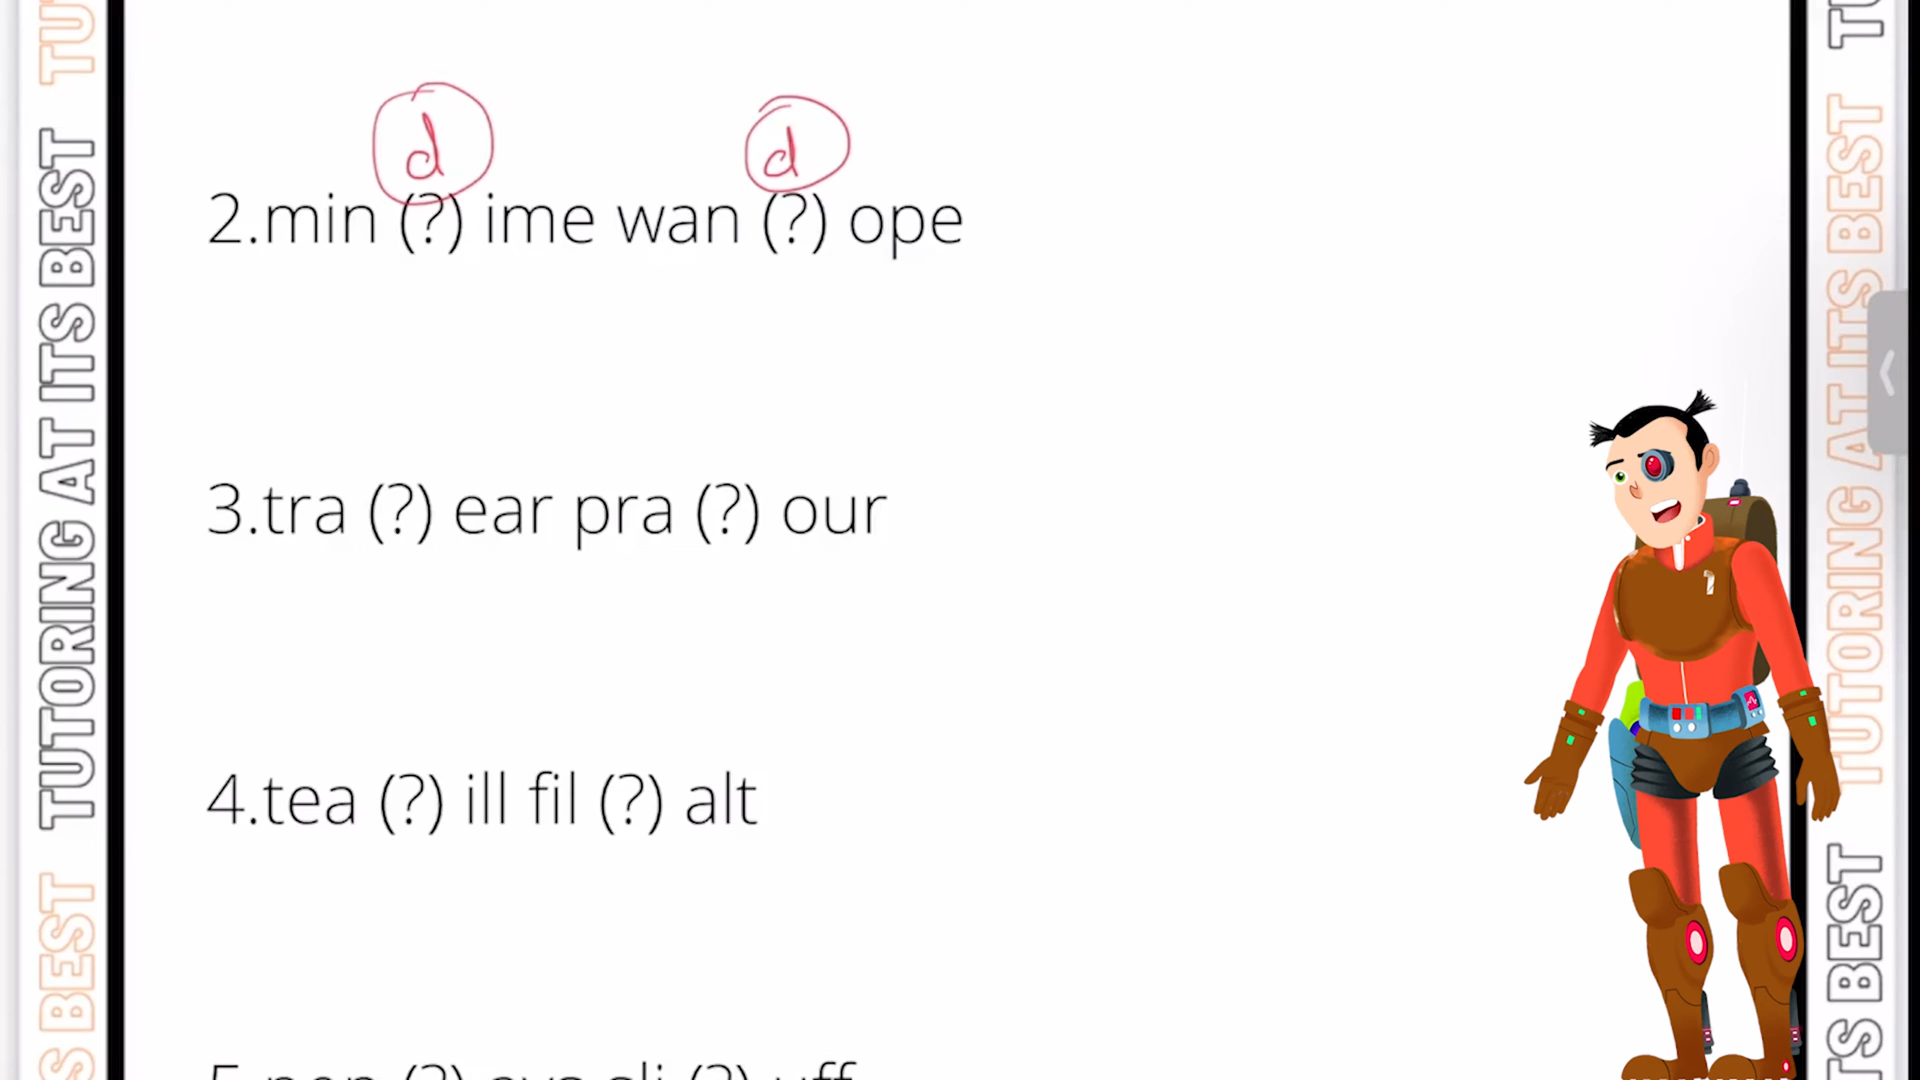 d d
2.min (?) ime wan (?) ope
3.tra (?) ear pra (?) our
4.tea (?) ill fil (?) alt
TUTORING AT ITS BEST
TUTORING AT ITS BEST